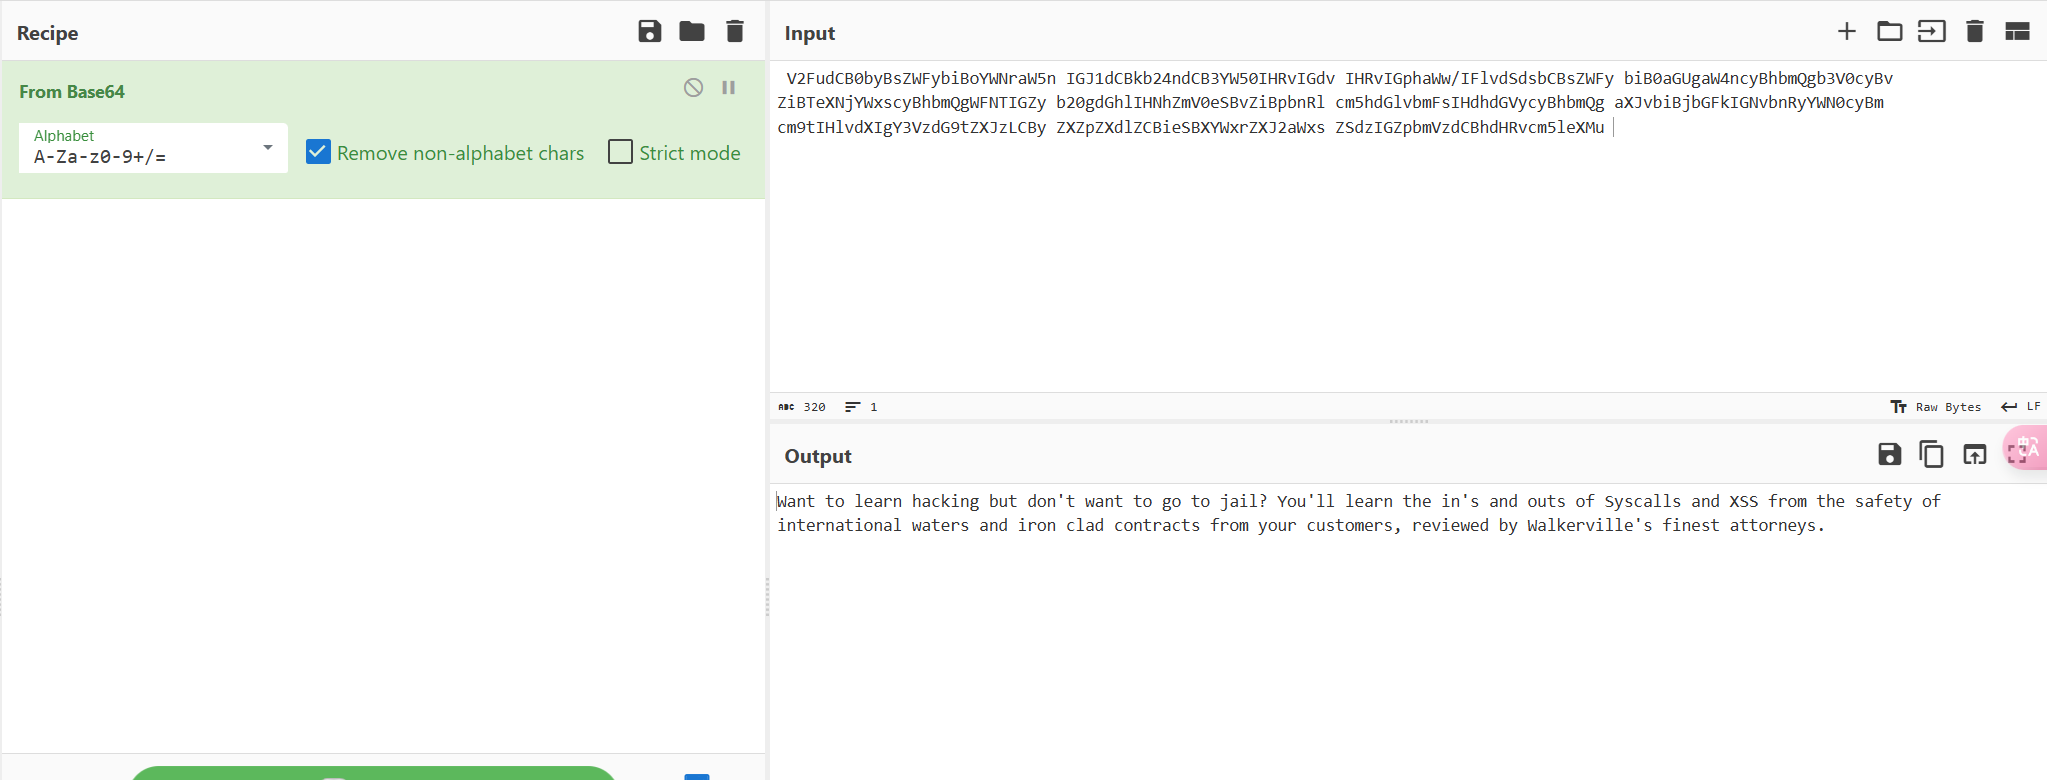 Recipe
From Base64
Alphabet
A-Za-z0-9+/=
Remove non-alphabet chars
Strict mode
Input
V2FudCB0byBsZWFybiBoYWNraW5n IGJ1dCBkb24ndCB3YW50IHRvIGdv IHRvIGphaWw/IFlvdSdsbCBsZWFy biB0aGUgaW4ncyBhbmQgb3V0cyBv
ZiBTeXNjYWxscyBhbmQgWFNTIGZy b20gdGhlIHNhZmV0eSBvZiBpbnRl cm5hdGlvbmFsIHdhdGVycyBhbmQg aXJvbiBjbGFkIGNvbnRyYWN0cyBm
cm9tIHlvdXIgY3VzdG9tZXJzLCBy ZXZpZXdlZCBieSBXYWxrZXJ2aWxs ZSdzIGZpbmVzdCBhdHRvcm5leXMu
ABC 320 1
Tт Raw Bytes LF
Output
Want to learn hacking but don't want to go to jail? You'll learn the in's and outs of Syscalls and XSS from the safety of
international waters and iron clad contracts from your customers, reviewed by Walkerville's finest attorneys.